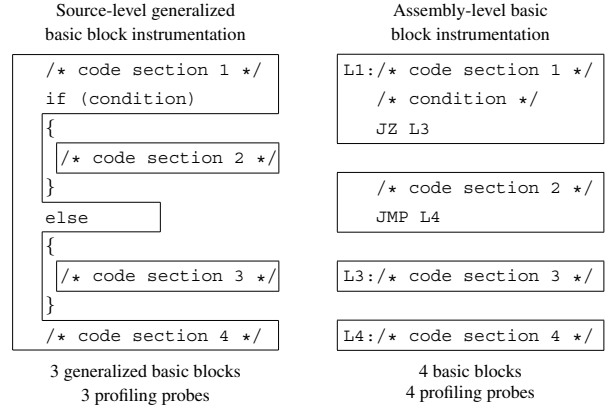 Source-level generalized
basic block instrumentation
/* code section 1 */
if (condition)
{
/* code section 2 */
}
else
{
/* code section 3 */
}
/* code section 4 */
3 generalized basic blocks
3 profiling probes
Assembly-level basic
block instrumentation
L1:/* code section 1 */
/* condition */
JZ L3
/* code section 2 */
JMP L4
L3:/* code section 3 */
L4:/* code section 4 */
4 basic blocks
4 profiling probes